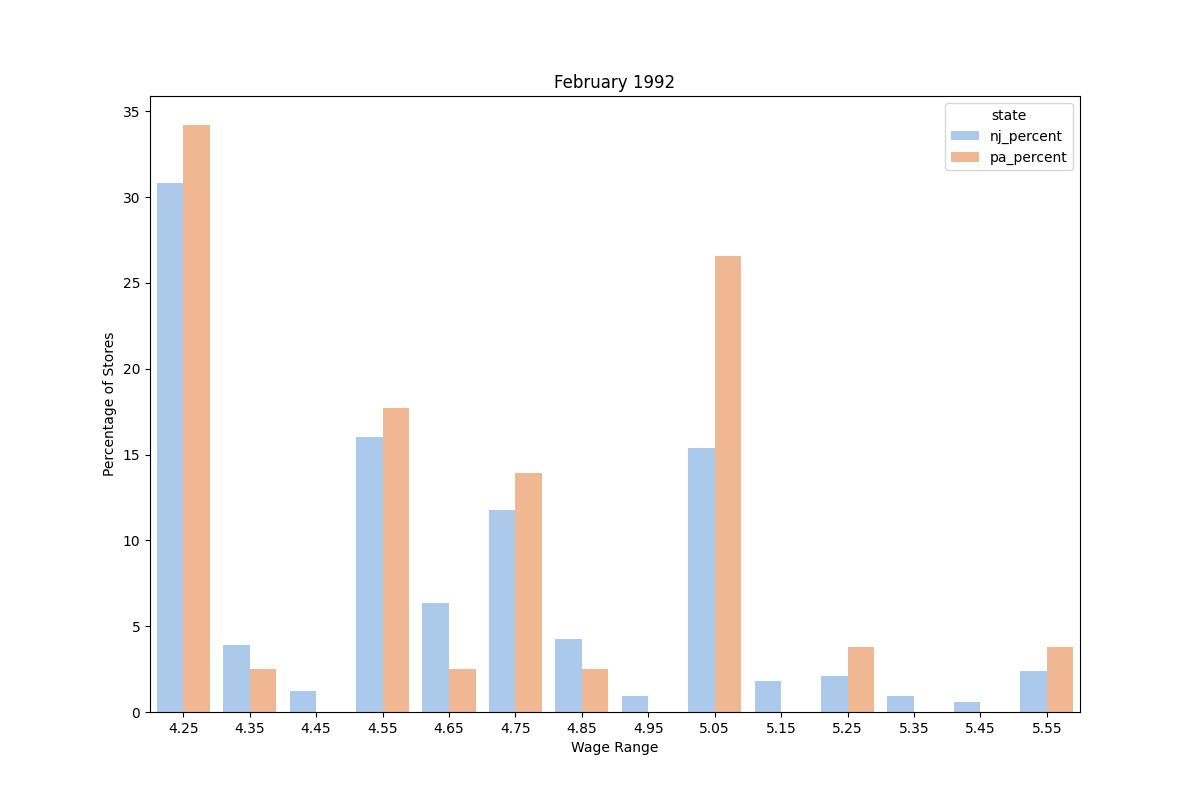 February 1992
state
nj_percent
pa_percent
Percentage of Stores
35
30
25
20
15
10
5
0
4.25 4.35 4.45 4.55 4.65 4.75 4.85 4.95 5.05 5.15 5.25 5.35 5.45 5.55
Wage Range